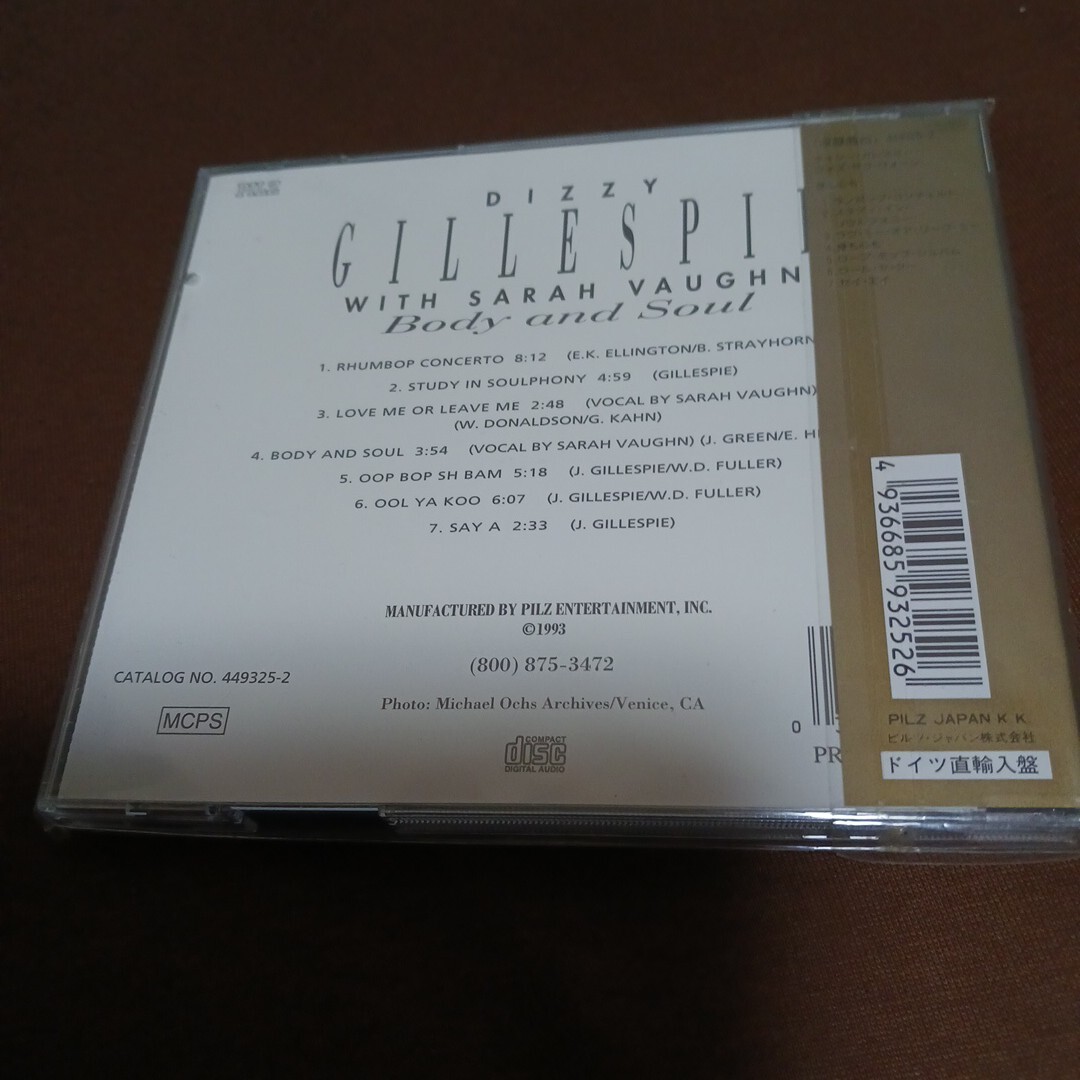 DIZZY
GILLESPI
WITH SARAH VAUGHN
Body and Soul
1. RHUMBOP CONCERTO 8:12 (E.K. ELLINGTON/B. STRAYHORN
2. STUDY IN SOULPHONY 4:59 (GILLESPIE)
3. LOVE ME OR LEAVE ME 2:48 (VOCAL BY SARAH VAUGHN)
(W. DONALDSON/G. KAHN)
4. BODY AND SOUL 3:54 (VOCAL BY SARAH VAUGHN) (J. GREEN/E. H
5. OOP BOP SH BAM 5:18 (J. GILLESPIE/W.D. FULLER)
6. OOL YA KOO 6:07 (J. GILLESPIE/W.D. FULLER)
7. SAY A 2:33 (J. GILLESPIE)
MANUFACTURED BY PILZ ENTERTAINMENT, INC.
©1993
(800) 875-3472
Photo: Michael Ochs Archives/Venice, CA
CATALOG NO. 449325-2
MCPS
COMPACT
disc
DIGITAL AUDIO
0
PR
4 936685 932526
PILZ JAPAN K K
ピルツ・ジャパン株式会社
ドイツ直輸入盤